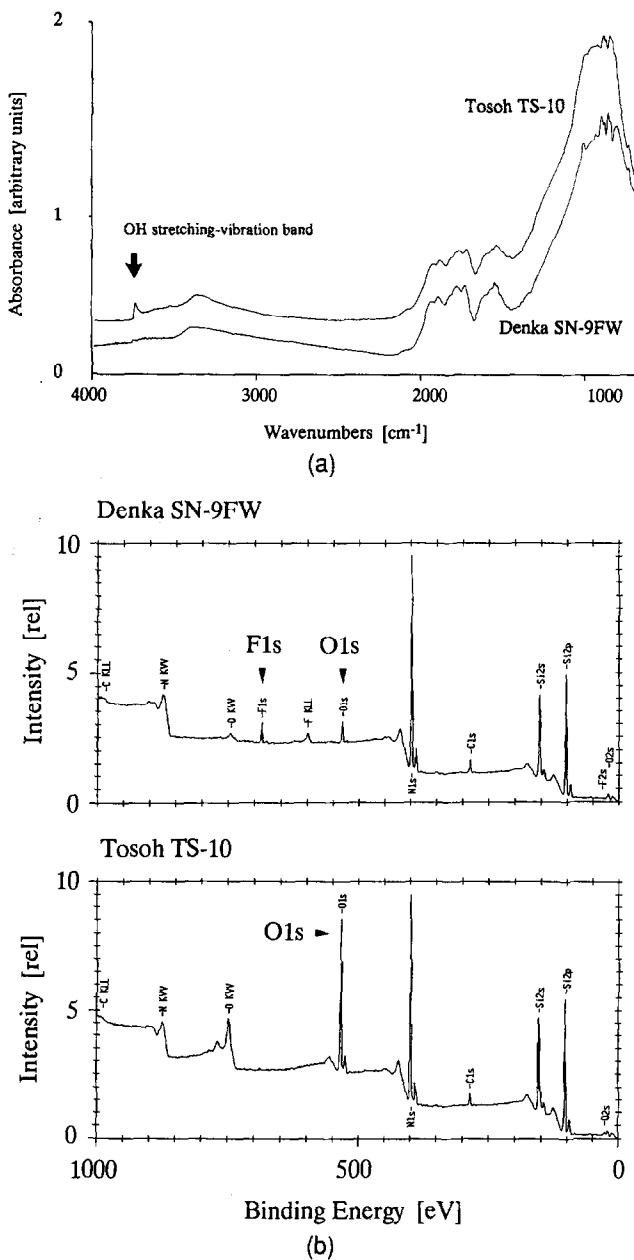 2
Absorbance [arbitrary units]
Tosoh TS-10
1
OH stretching-vibration band
Denka SN-9FW
0
4000
3000
2000
1000
Wavenumbers [cm-1]
(a)
Denka SN-9FW
10
Intensity [rel]
5
0
-C KLL
-N KVV
-O KVV
F1s
-F1s
-F KLL
O1s
-O1s
N1s-
-C1s
-Si2s
-Si2p
-F2s
-O2s
Tosoh TS-10
10
Intensity [rel]
5
0
-C KLL
-N KVV
-O KVV
O1s
-O1s
N1s-
-C1s
-Si2s
-Si2p
-O2s
1000
500
0
Binding Energy [eV]
(b)